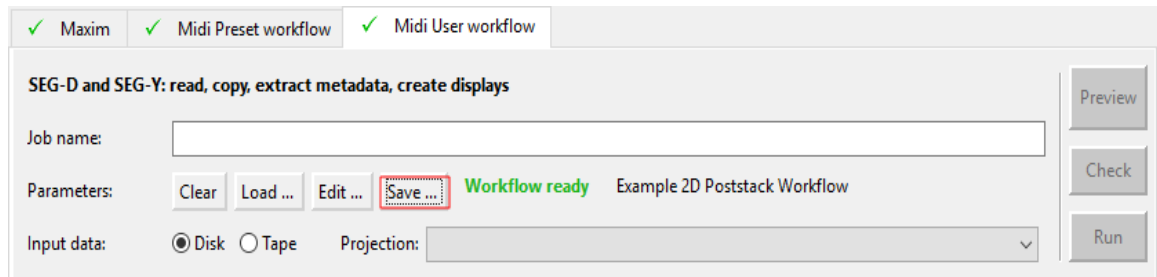 Maxim Midi Preset workflow Midi User workflow
SEG-D and SEG-Y: read, copy, extract metadata, create displays
Preview
Job name:
Parameters: Clear Load ... Edit ... Save ... Workflow ready Example 2D Poststack Workflow
Check
Input data: Disk Tape Projection:
Run